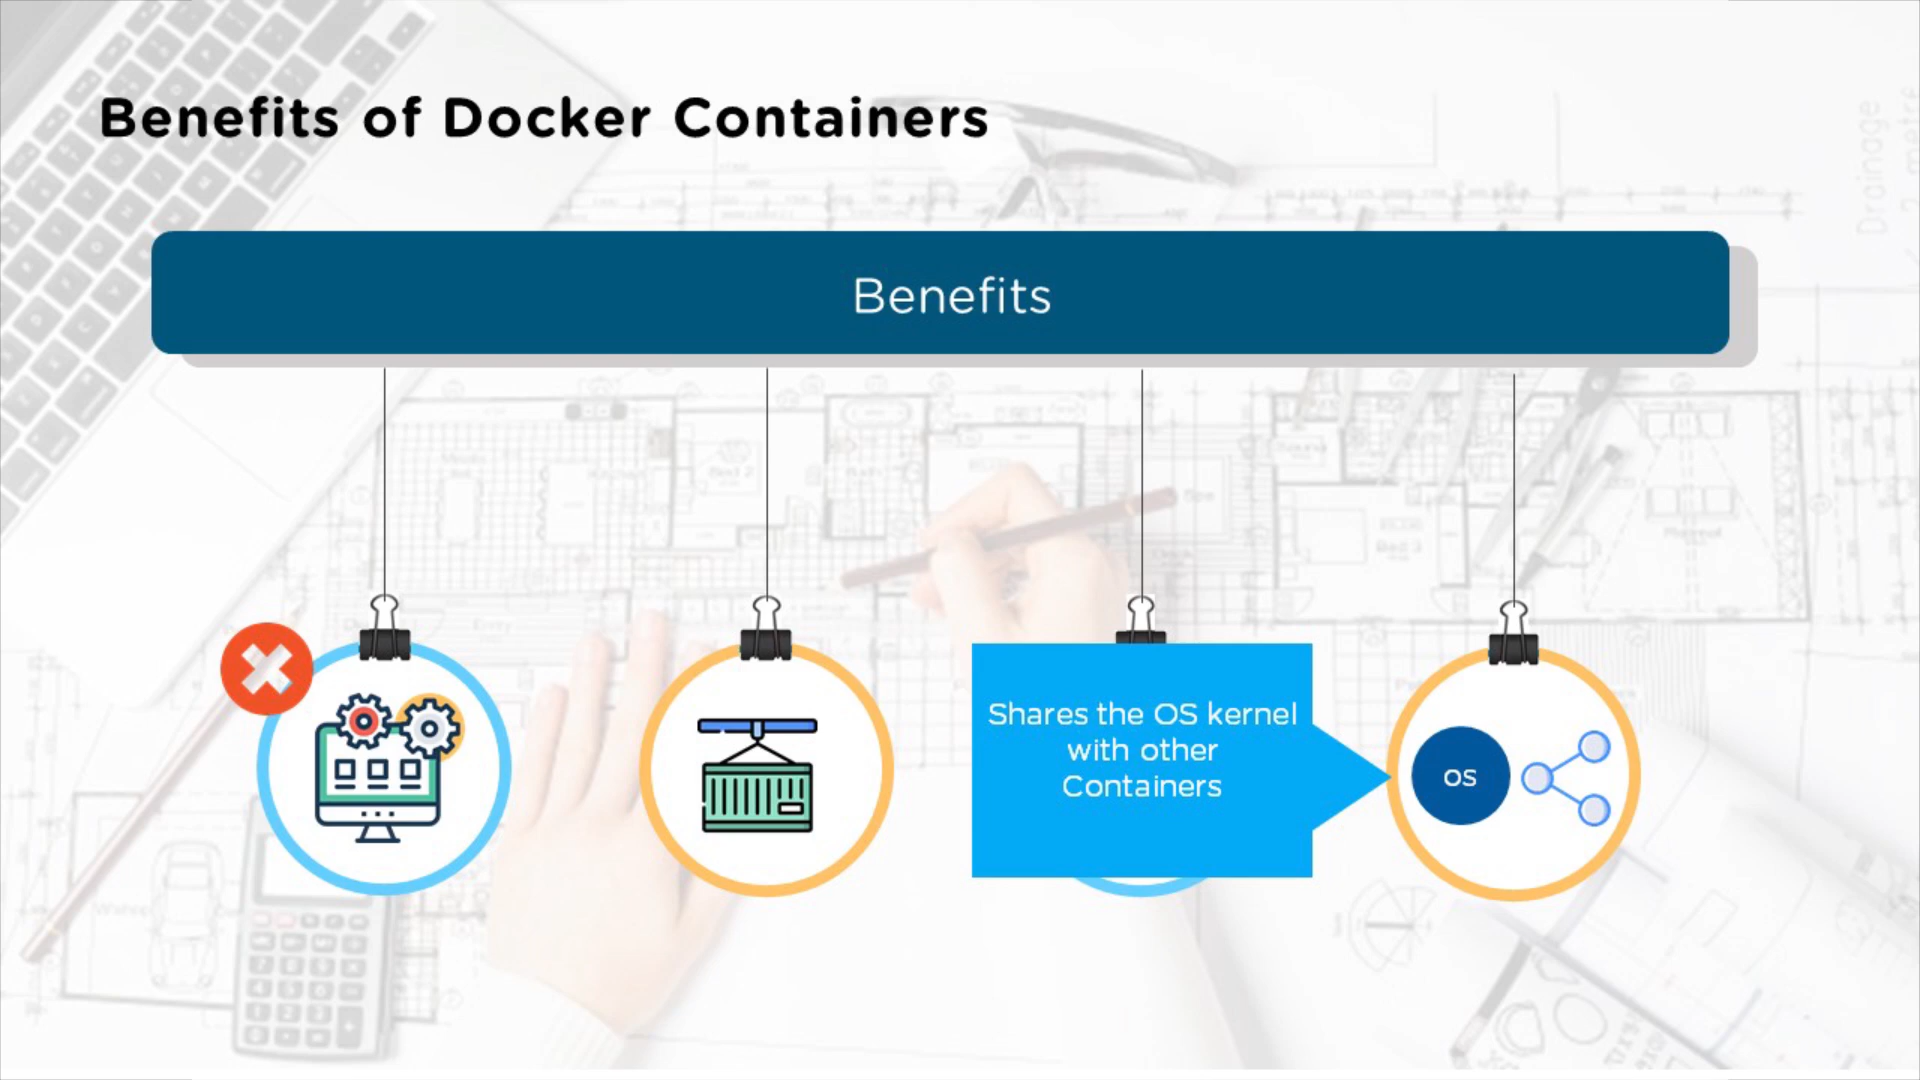 Benefits of Docker Containers
Benefits
Shares the OS kernel
with other
Containers
OS